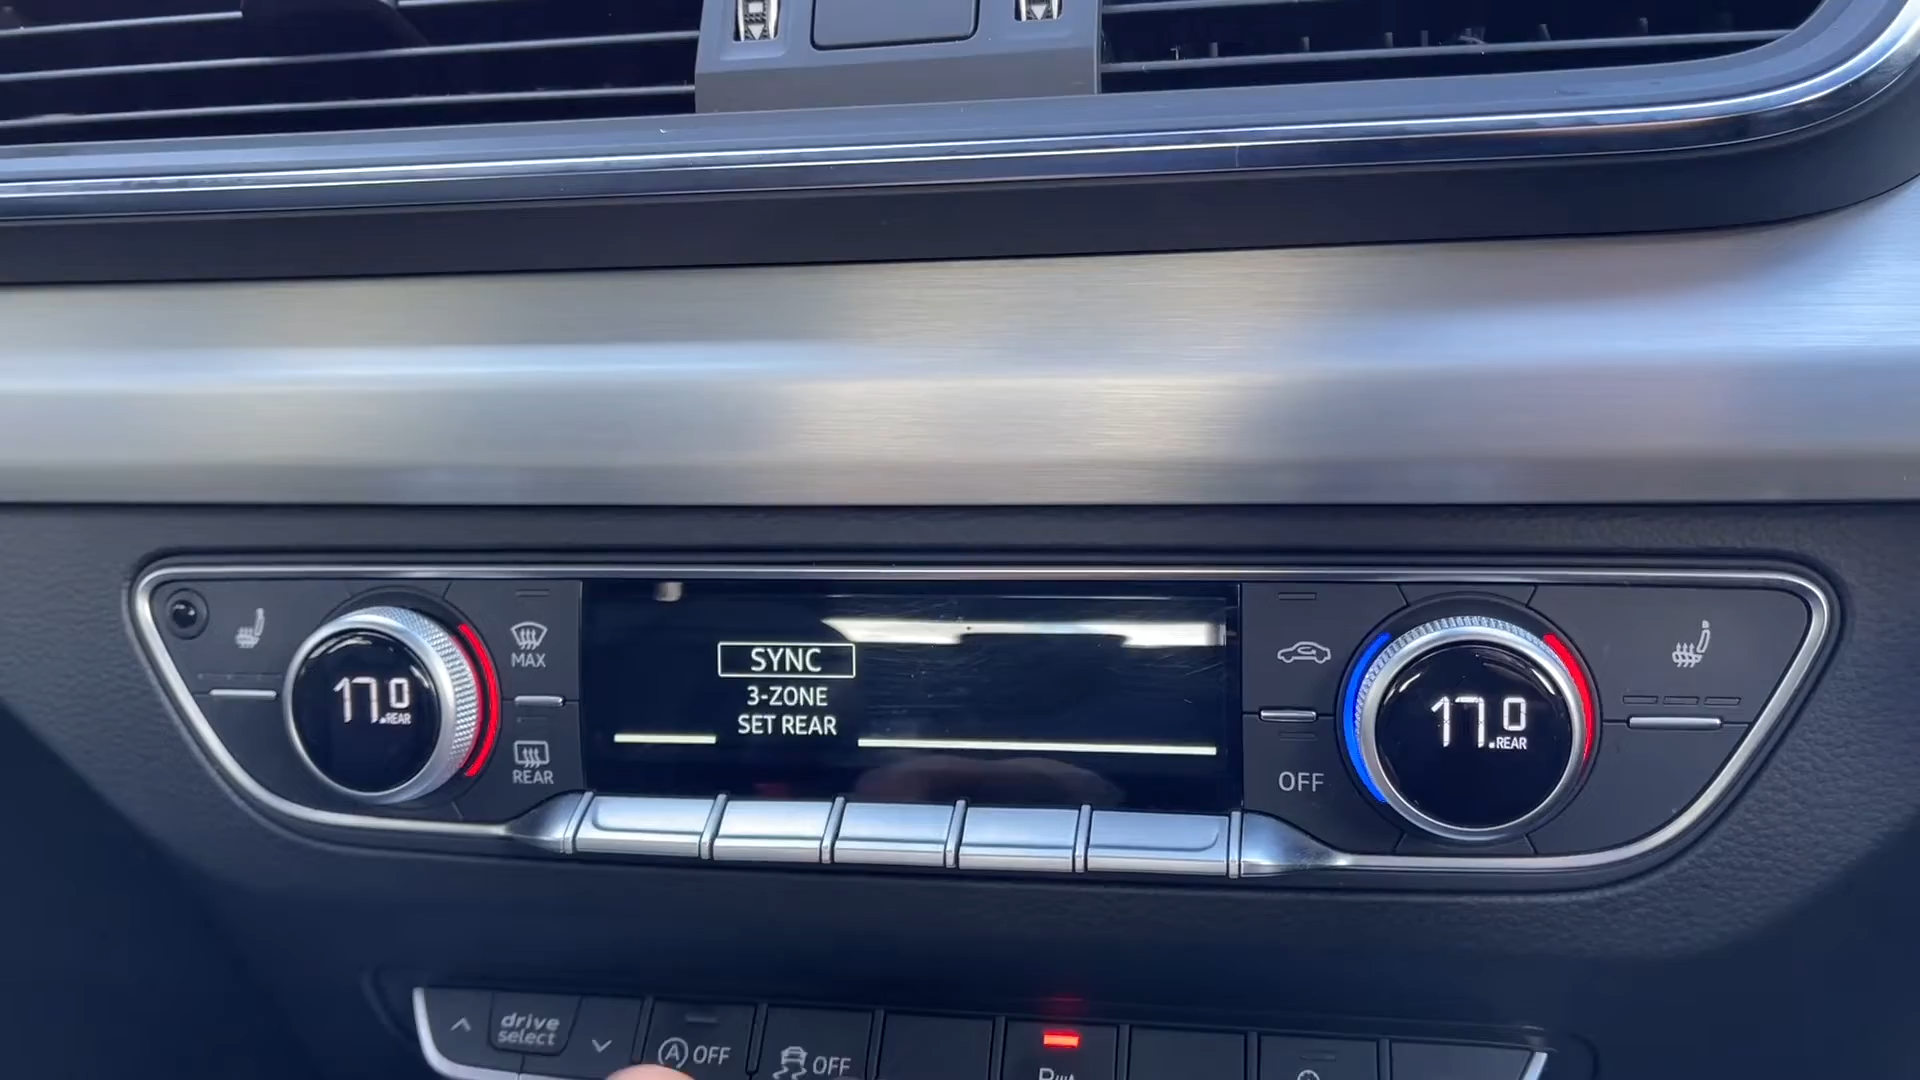 17.0
REAR
MAX
REAR
SYNC
3-ZONE
SET REAR
OFF
17.0
REAR
drive
select
A OFF
OFF